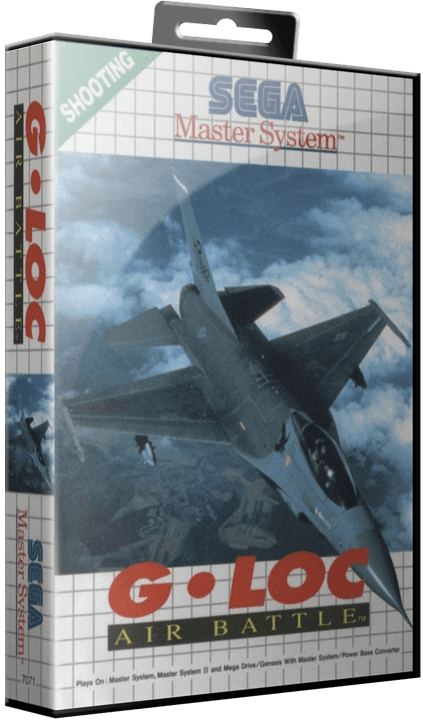 SHOOTING
SEGA
Master System™
G·LOC
AIR BATTLE™
Plays On : Master System, Master System II and Mega Drive/Genesis With Master System/Power Base Converter
G·LOC
AIR BATTLE
SEGA
Master System
7071